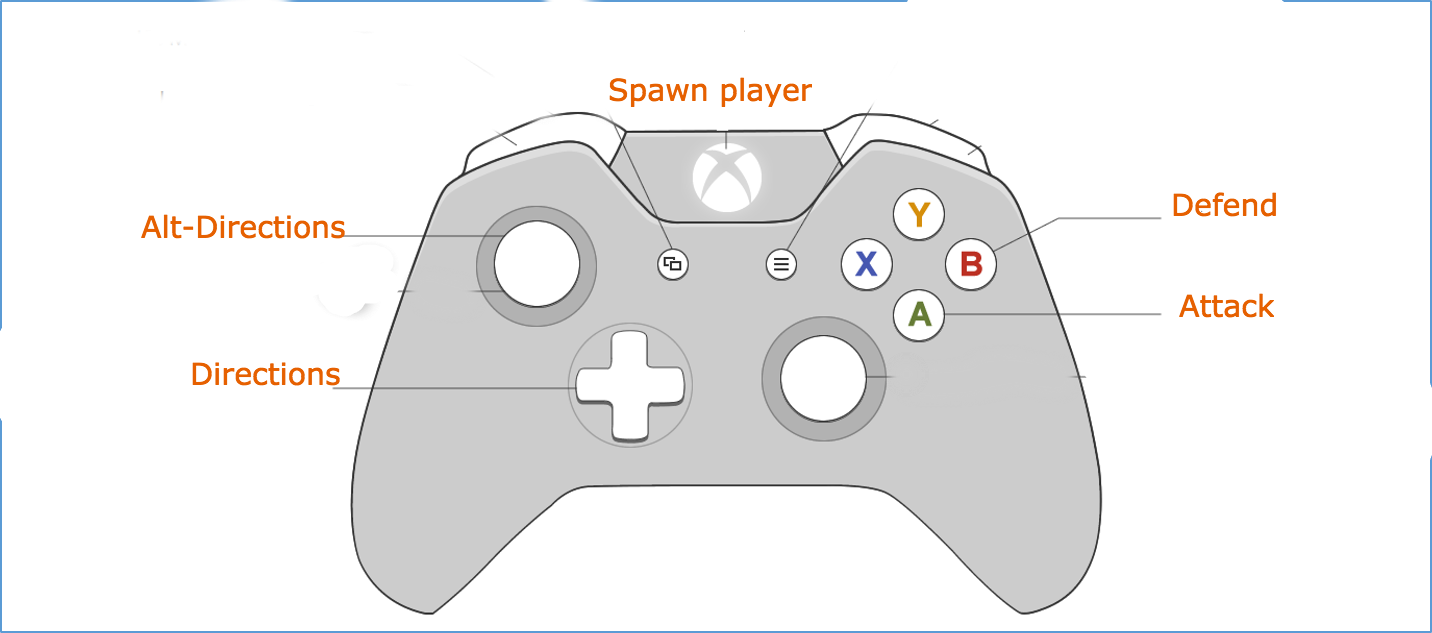 Spawn player
Alt-Directions
Y
Defend
X
B
A
Attack
Directions